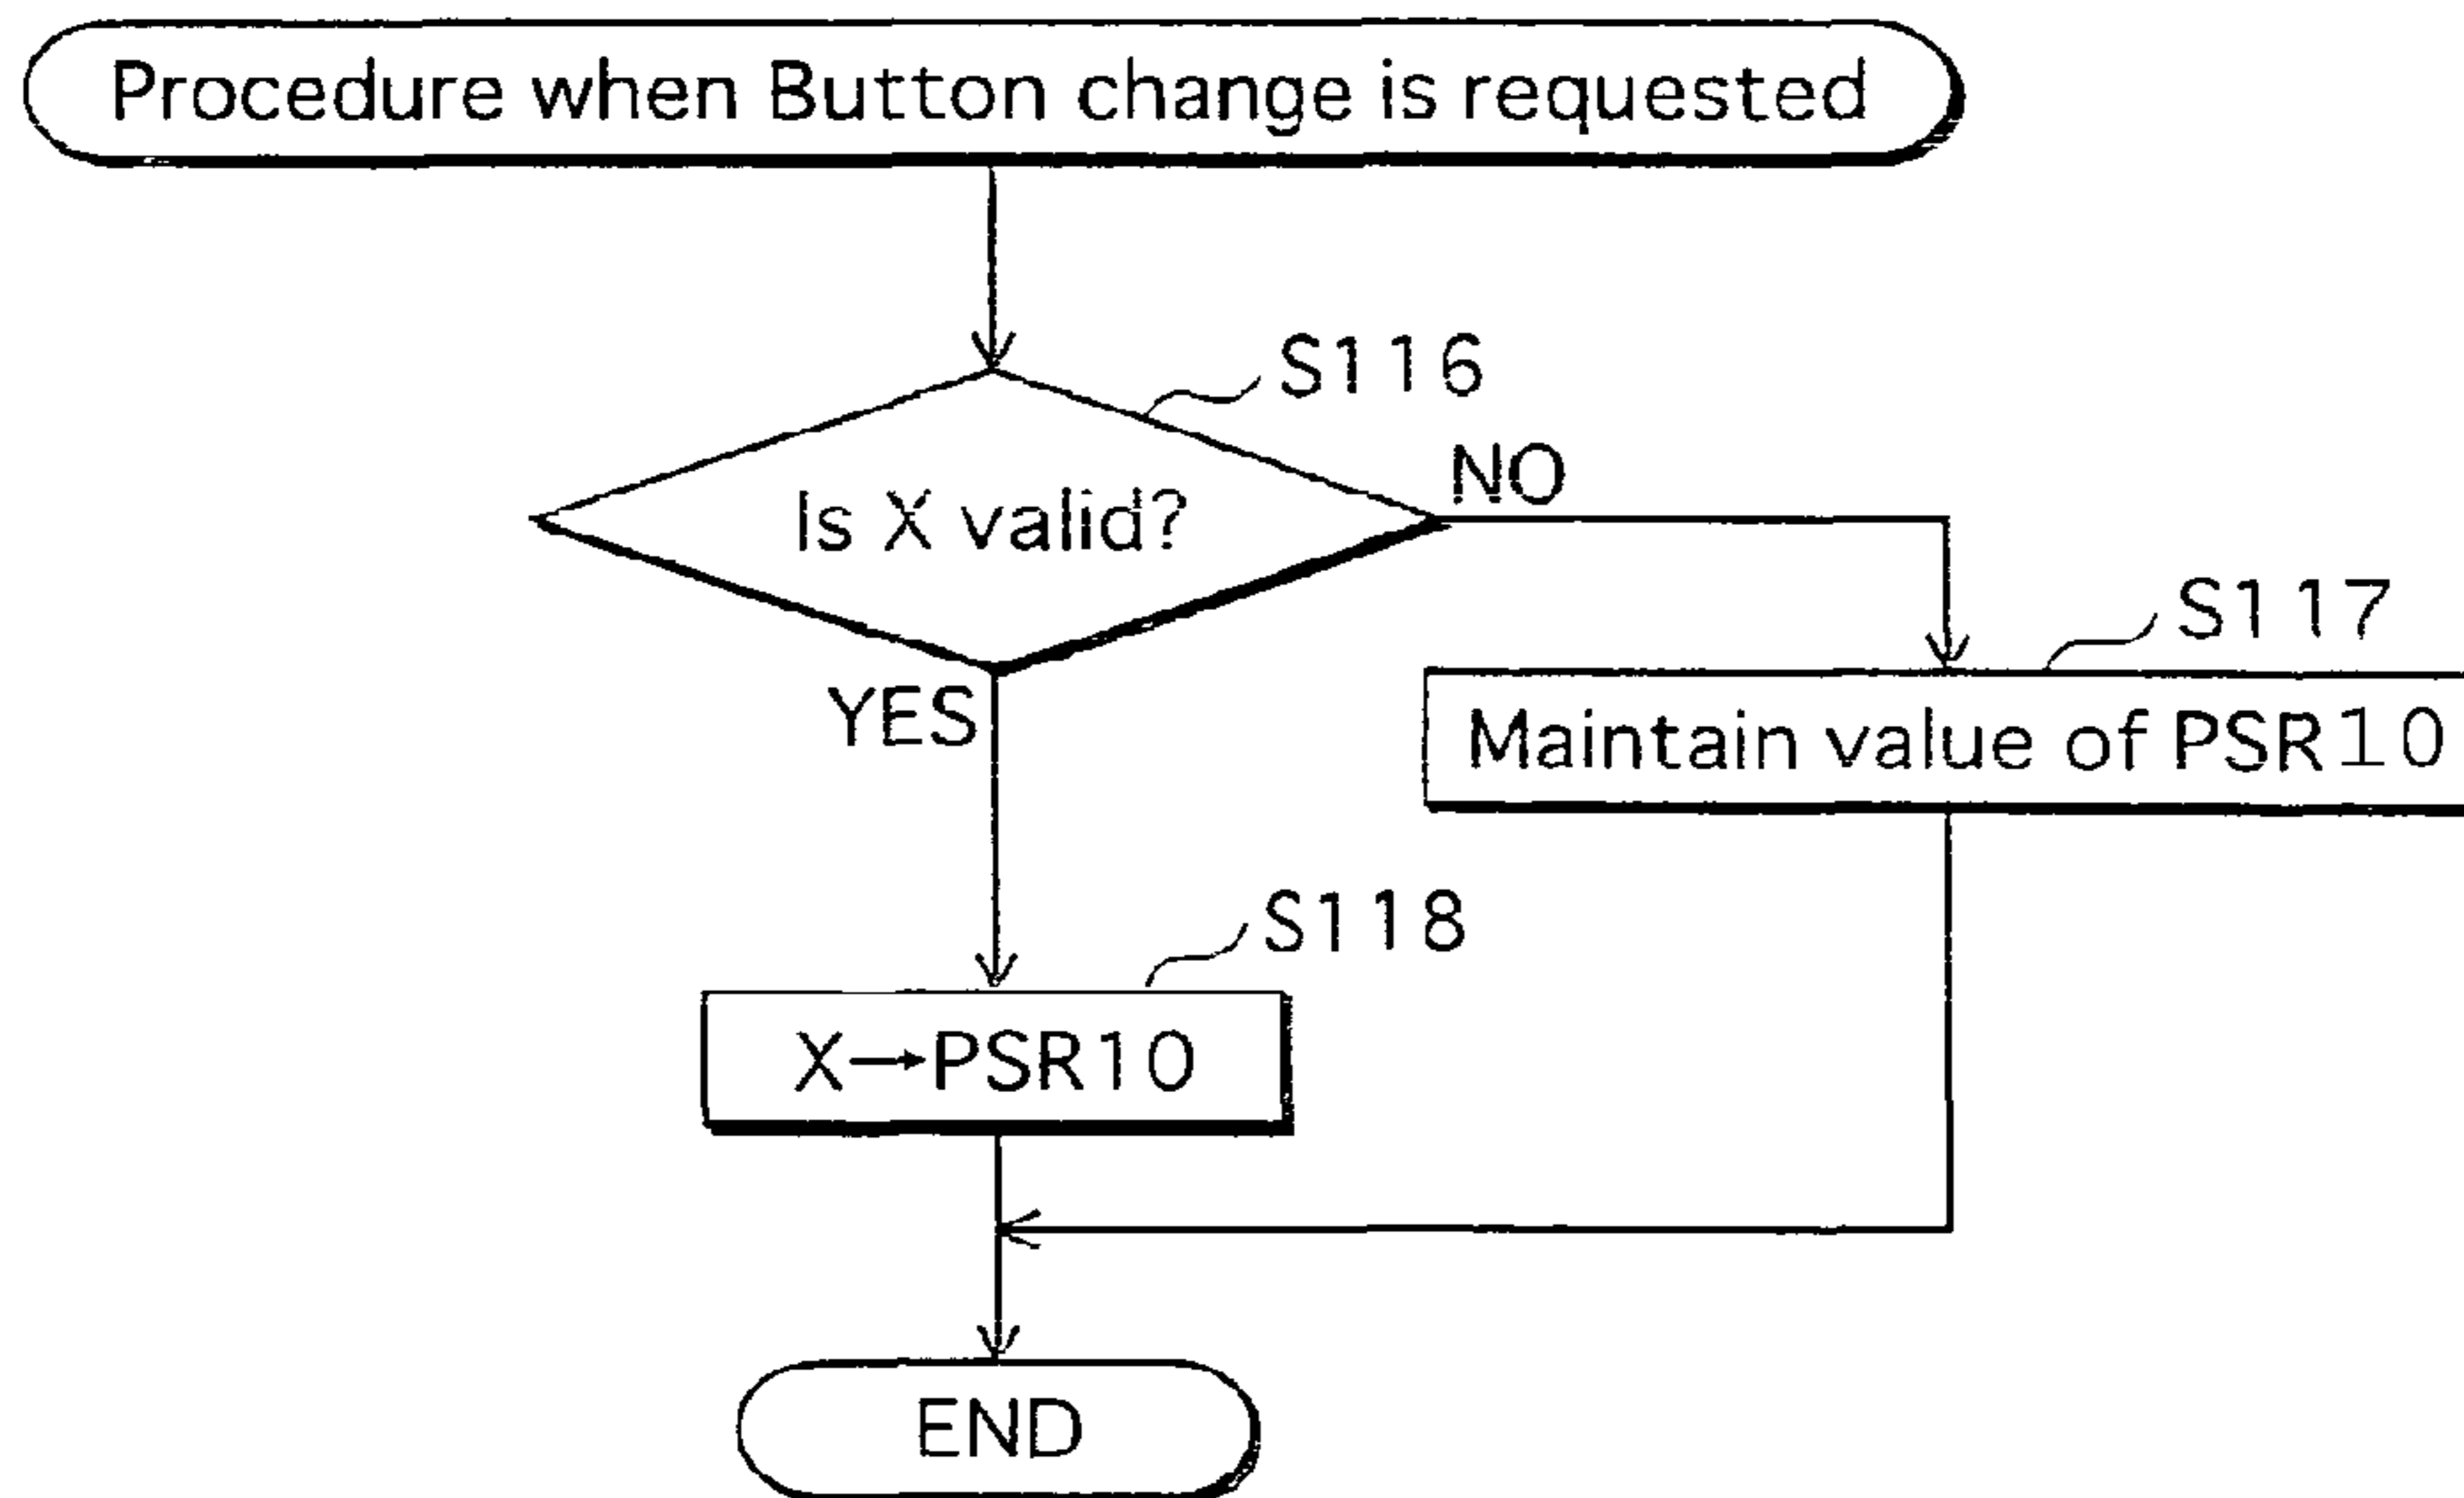 Procedure when Button change is requested
S116
Is X valid?
NO
S117
YES
Maintain value of PSR10
S118
X→PSR10
END